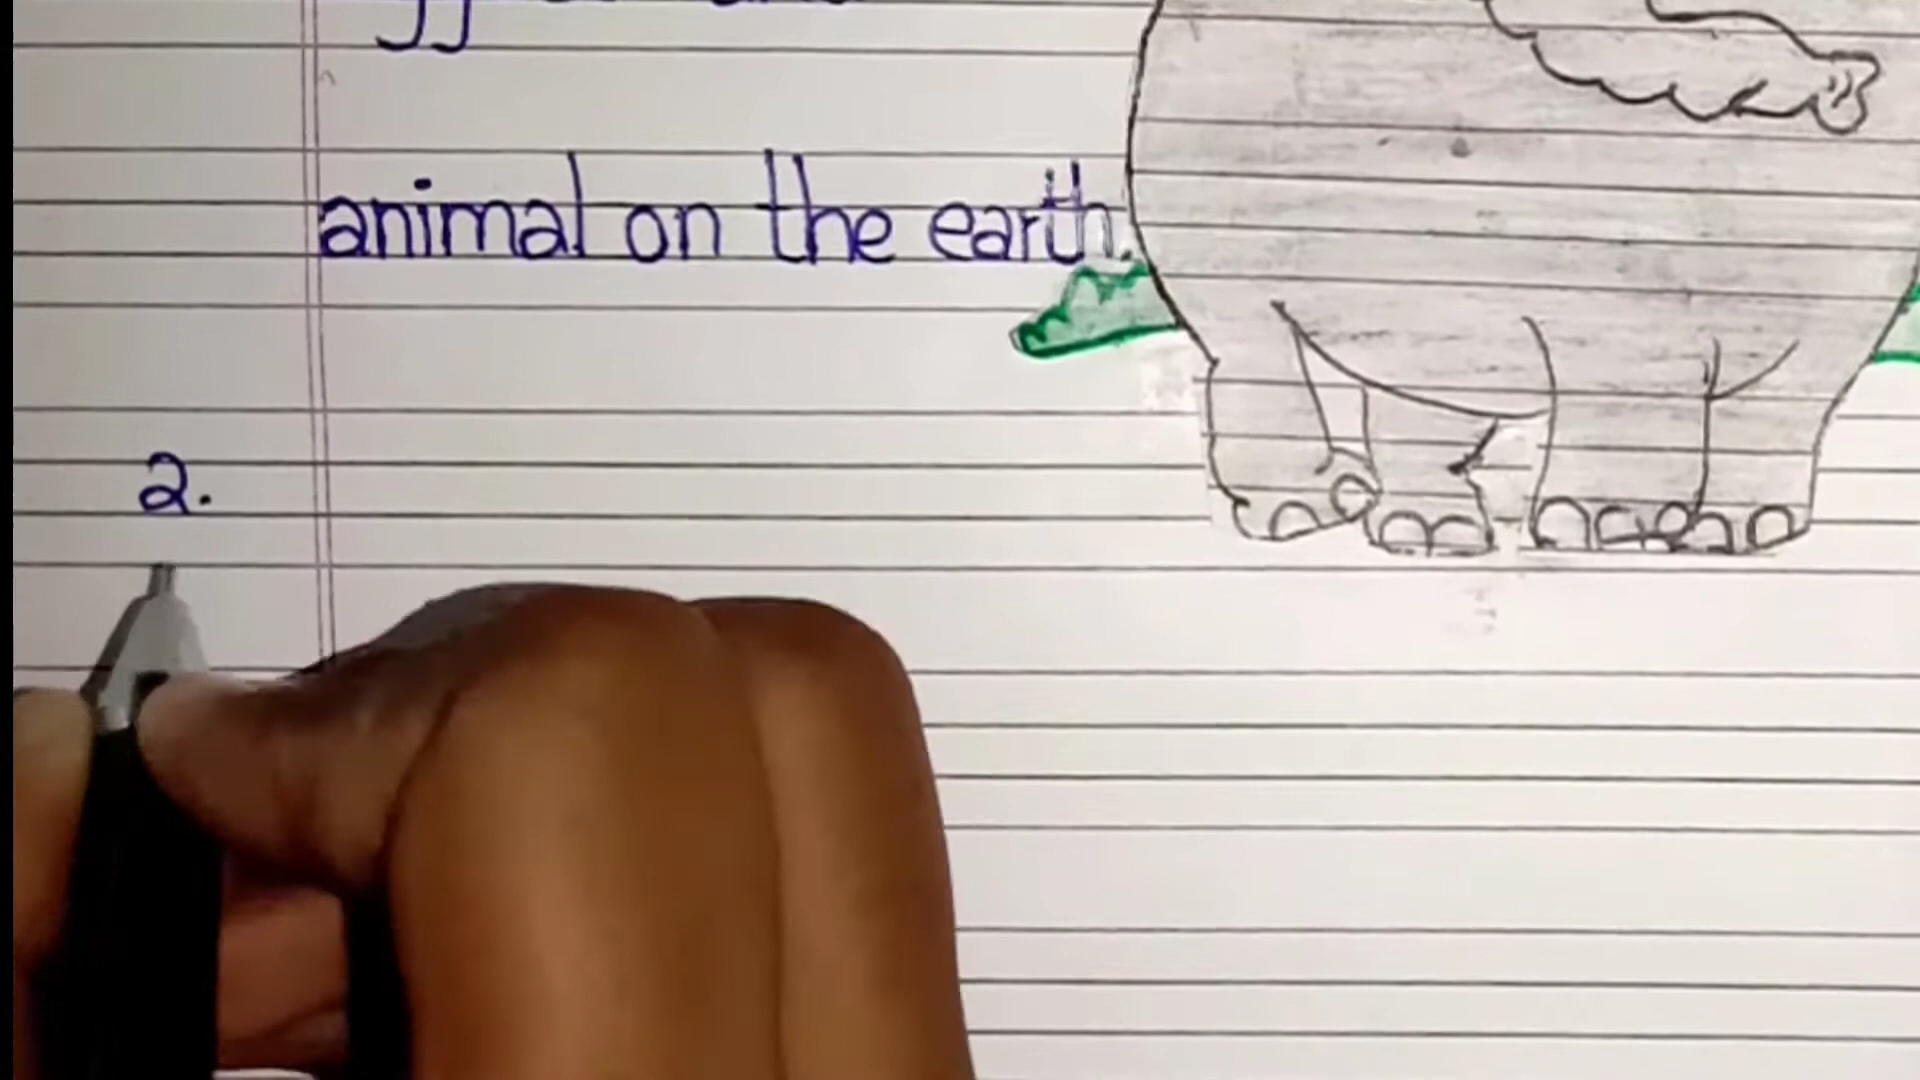 animal on the earth.
2.